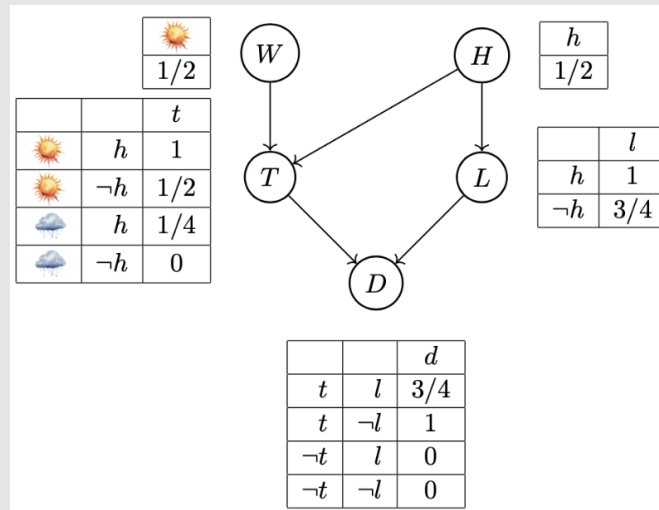 1/2
W
H
h
1/2
t
h 1
¬h 1/2
h 1/4
¬h 0
T
L
l
h 1
¬h 3/4
D
d
t l 3/4
t ¬l 1
¬t l 0
¬t ¬l 0